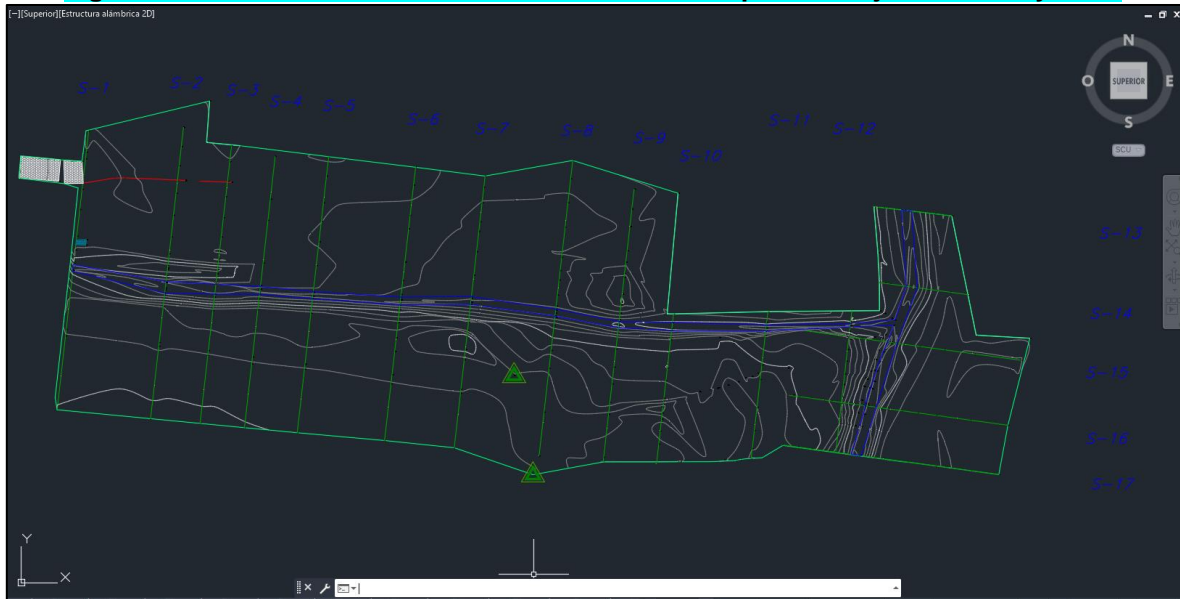 [−][Superior][Estructura alámbrica 2D]
N
O
SUPERIOR
E
S
SCU
S-1
S-2
S-3
S-4
S-5
S-6
S-7
S-8
S-9
S-10
S-11
S-12
S-13
S-14
S-15
S-16
S-17
Y
X